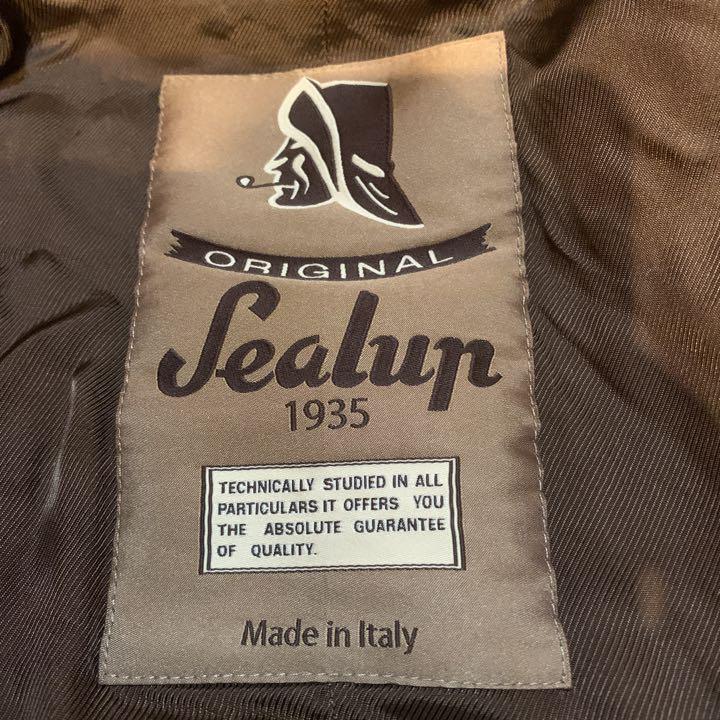 ORIGINAL
Sealup
1935
TECHNICALLY STUDIED IN ALL
PARTICULARS IT OFFERS YOU
THE ABSOLUTE GUARANTEE
OF QUALITY.
Made in Italy